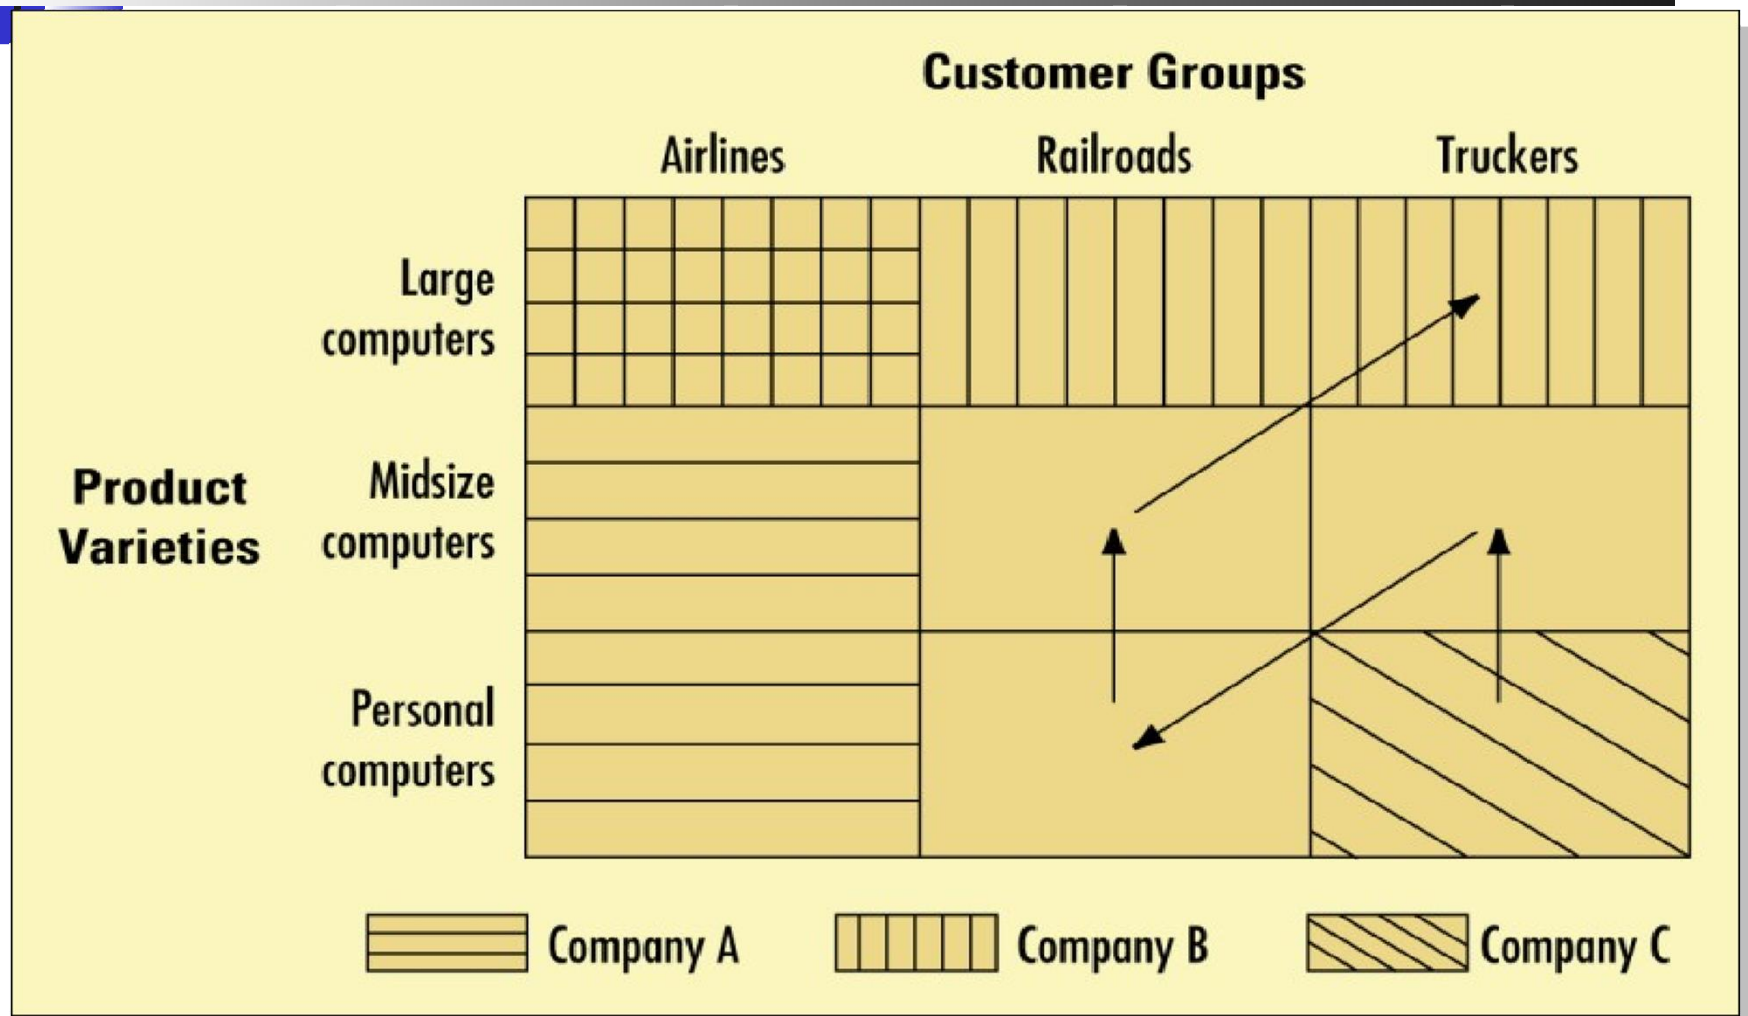 Customer Groups
Airlines Railroads Truckers
Large
computers
Product
Varieties
Midsize
computers
Personal
computers
Company A Company B Company C